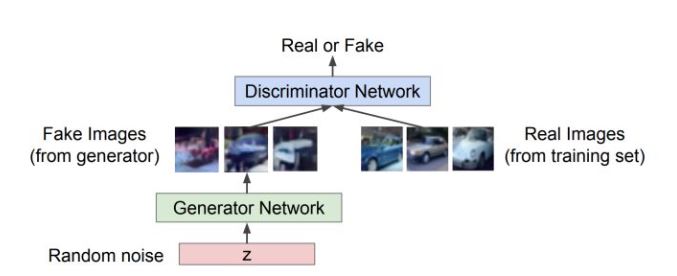 Real or Fake
Discriminator Network
Fake Images
(from generator)
Real Images
(from training set)
Generator Network
Random noise
z